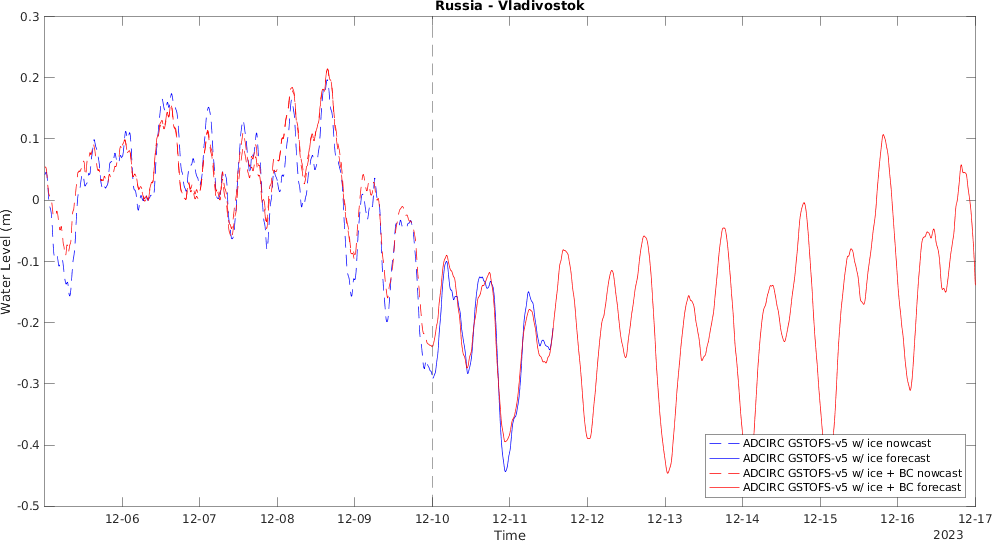 Russia - Vladivostok
0.3
0.2
0.1
0
-0.1
-0.2
-0.3
-0.4
-0.5
Water Level (m)
12-06 12-07 12-08 12-09 12-10 12-11 12-12 12-13 12-14 12-15 12-16 12-17
Time
2023
ADCIRC GSTOFS-v5 w/ ice nowcast
ADCIRC GSTOFS-v5 w/ ice forecast
ADCIRC GSTOFS-v5 w/ ice + BC nowcast
ADCIRC GSTOFS-v5 w/ ice + BC forecast